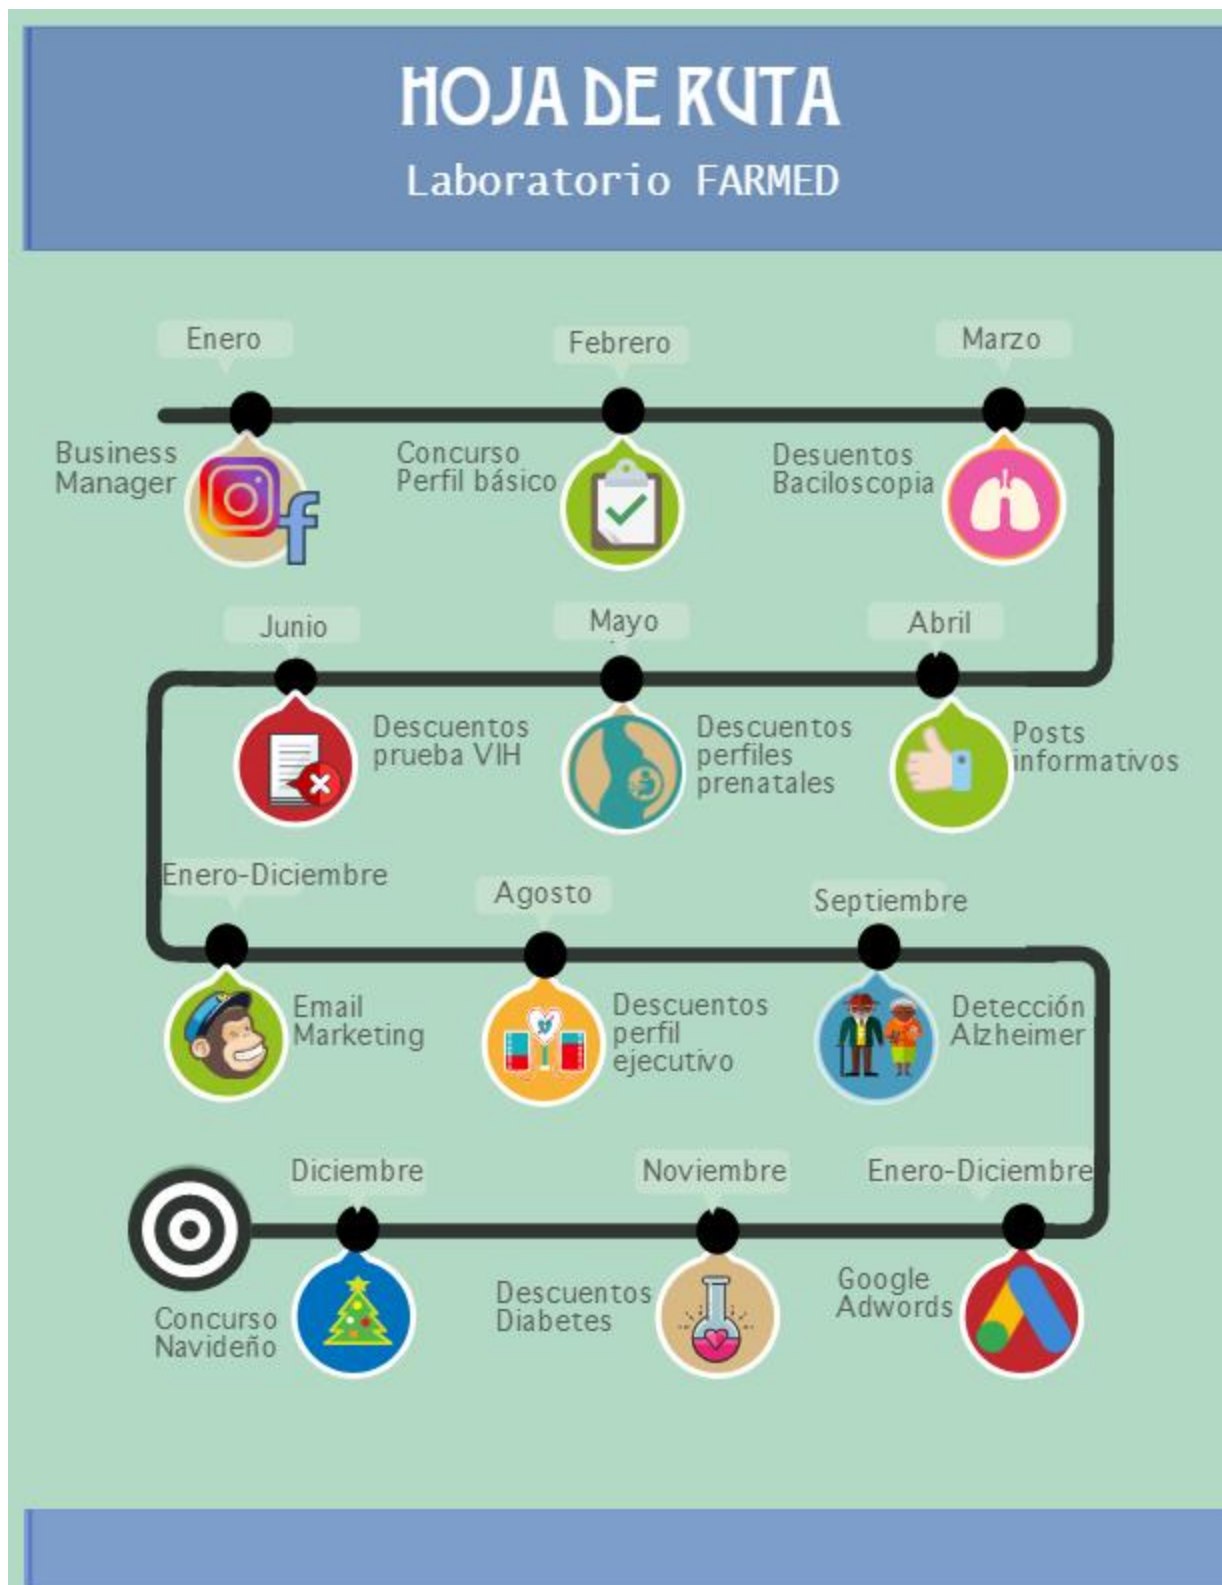 HOJA DE RUTA
Laboratorio FARMED
Enero
Business
Manager
Febrero
Concurso
Perfil básico
Marzo
Desuentos
Baciloscopia
Abril
Posts
informativos
Mayo
Descuentos
perfiles
prenatales
Junio
Descuentos
prueba VIH
Enero-Diciembre
Email
Marketing
Agosto
Descuentos
perfil
ejecutivo
Septiembre
Detección
Alzheimer
Enero-Diciembre
Google
Adwords
Noviembre
Descuentos
Diabetes
Diciembre
Concurso
Navideño